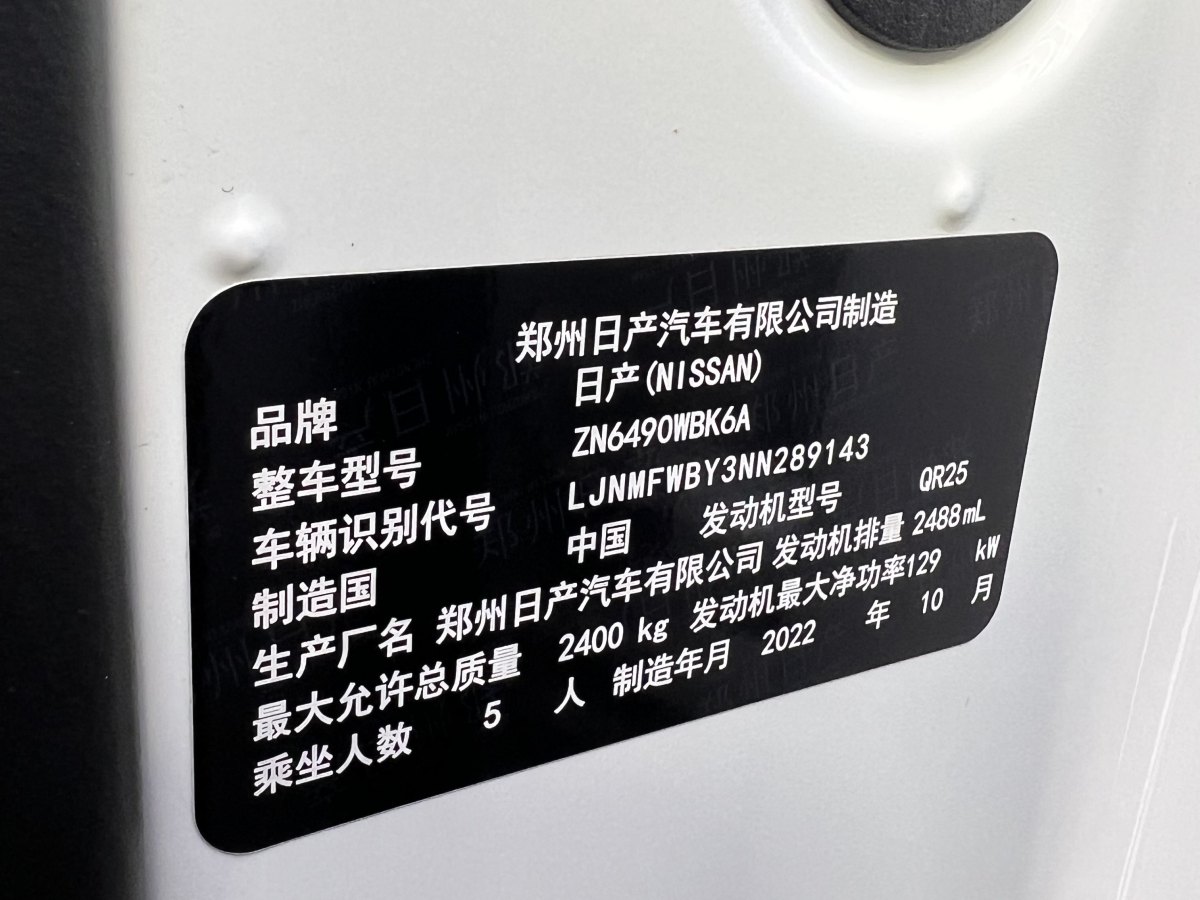 郑州日产汽车有限公司制造
品牌 日产(NISSAN)
整车型号 ZN6490WBK6A
车辆识别代号 LJNMFWBY3NN289143
制造国 中国 发动机型号 QR25
生产厂名 郑州日产汽车有限公司 发动机排量 2488mL
最大允许总质量 2400 kg 发动机最大净功率129 kW
乘坐人数 5 人 制造年月 2022 年 10 月